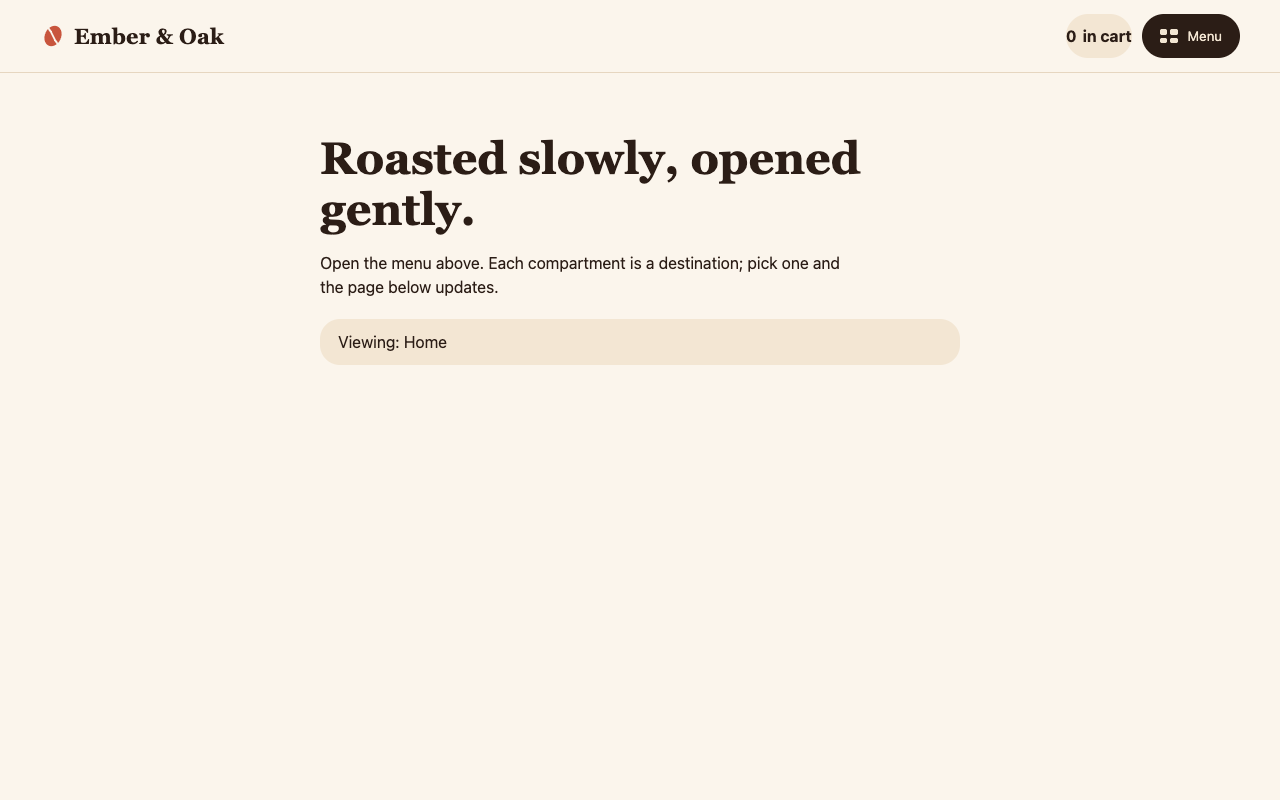 Ember & Oak
0 in cart
Menu
Roasted slowly, opened
gently.
Open the menu above. Each compartment is a destination; pick one and
the page below updates.
Viewing: Home